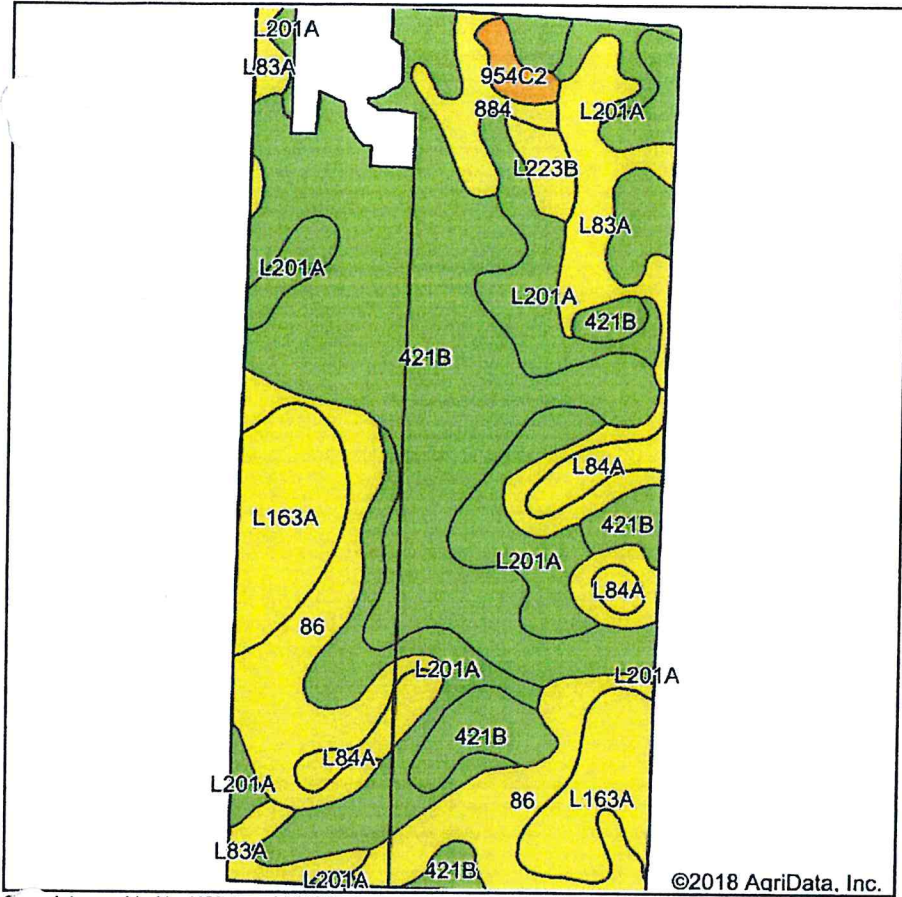 L201A
L83A
954C2
884
L201A
L223B
L83A
L201A
L201A
421B
421B
L84A
L163A
421B
L201A
L84A
86
L201A
L201A
421B
L84A
L201A
86
L163A
L83A
421B
L201A
©2018 AgriData, Inc.